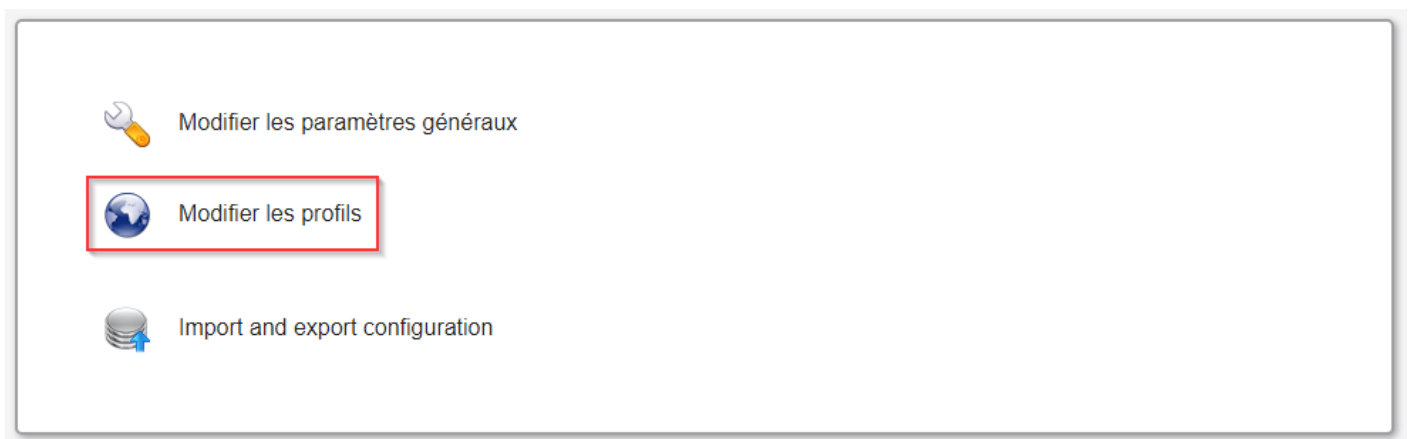 Modifier les paramètres généraux
Modifier les profils
Import and export configuration